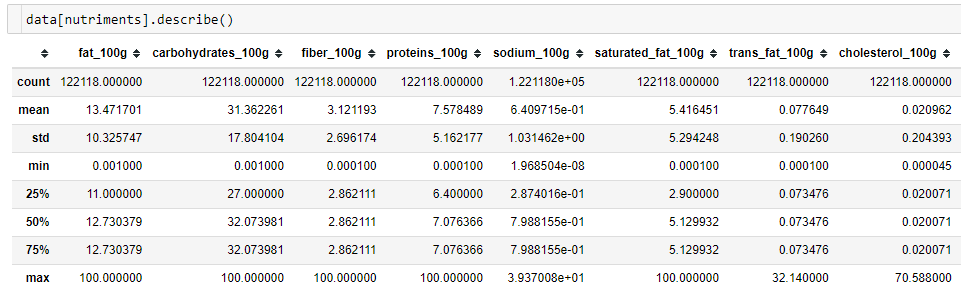 data[nutriments].describe()
fat_100g carbohydrates_100g fiber_100g proteins_100g sodium_100g saturated_fat_100g trans_fat_100g cholesterol_100g
count 122118.000000 122118.000000 122118.000000 122118.000000 1.221180e+05 122118.000000 122118.000000 122118.000000
mean 13.471701 31.362261 3.121193 7.578489 6.409715e-01 5.416451 0.077649 0.020962
std 10.325747 17.804104 2.696174 5.162177 1.031462e+00 5.294248 0.190260 0.204393
min 0.001000 0.001000 0.000100 0.000100 1.968504e-08 0.000100 0.000100 0.000045
25% 11.000000 27.000000 2.862111 6.400000 2.874016e-01 2.900000 0.073476 0.020071
50% 12.730379 32.073981 2.862111 7.076366 7.988155e-01 5.129932 0.073476 0.020071
75% 12.730379 32.073981 2.862111 7.076366 7.988155e-01 5.129932 0.073476 0.020071
max 100.000000 100.000000 100.000000 100.000000 3.937008e+01 100.000000 32.140000 70.588000